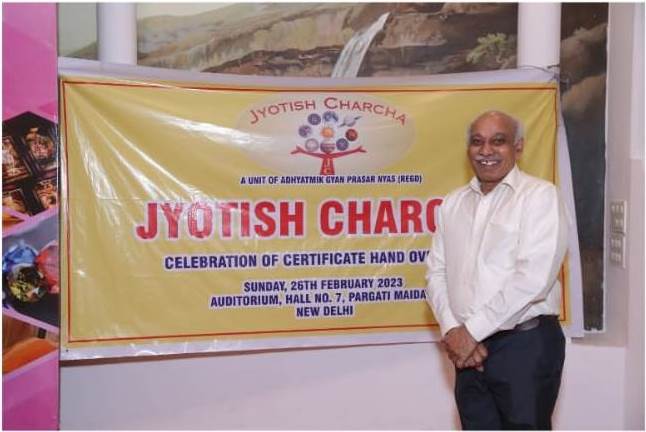 JYOTISH CHARCHA
A UNIT OF ADHYATMIK GYAN PRASAR NYAS (REGD)
JYOTISH CHARC
CELEBRATION OF CERTIFICATE HAND OV
SUNDAY, 26TH FEBRUARY 2023
AUDITORIUM, HALL NO. 7, PARGATI MAIDA
NEW DELHI